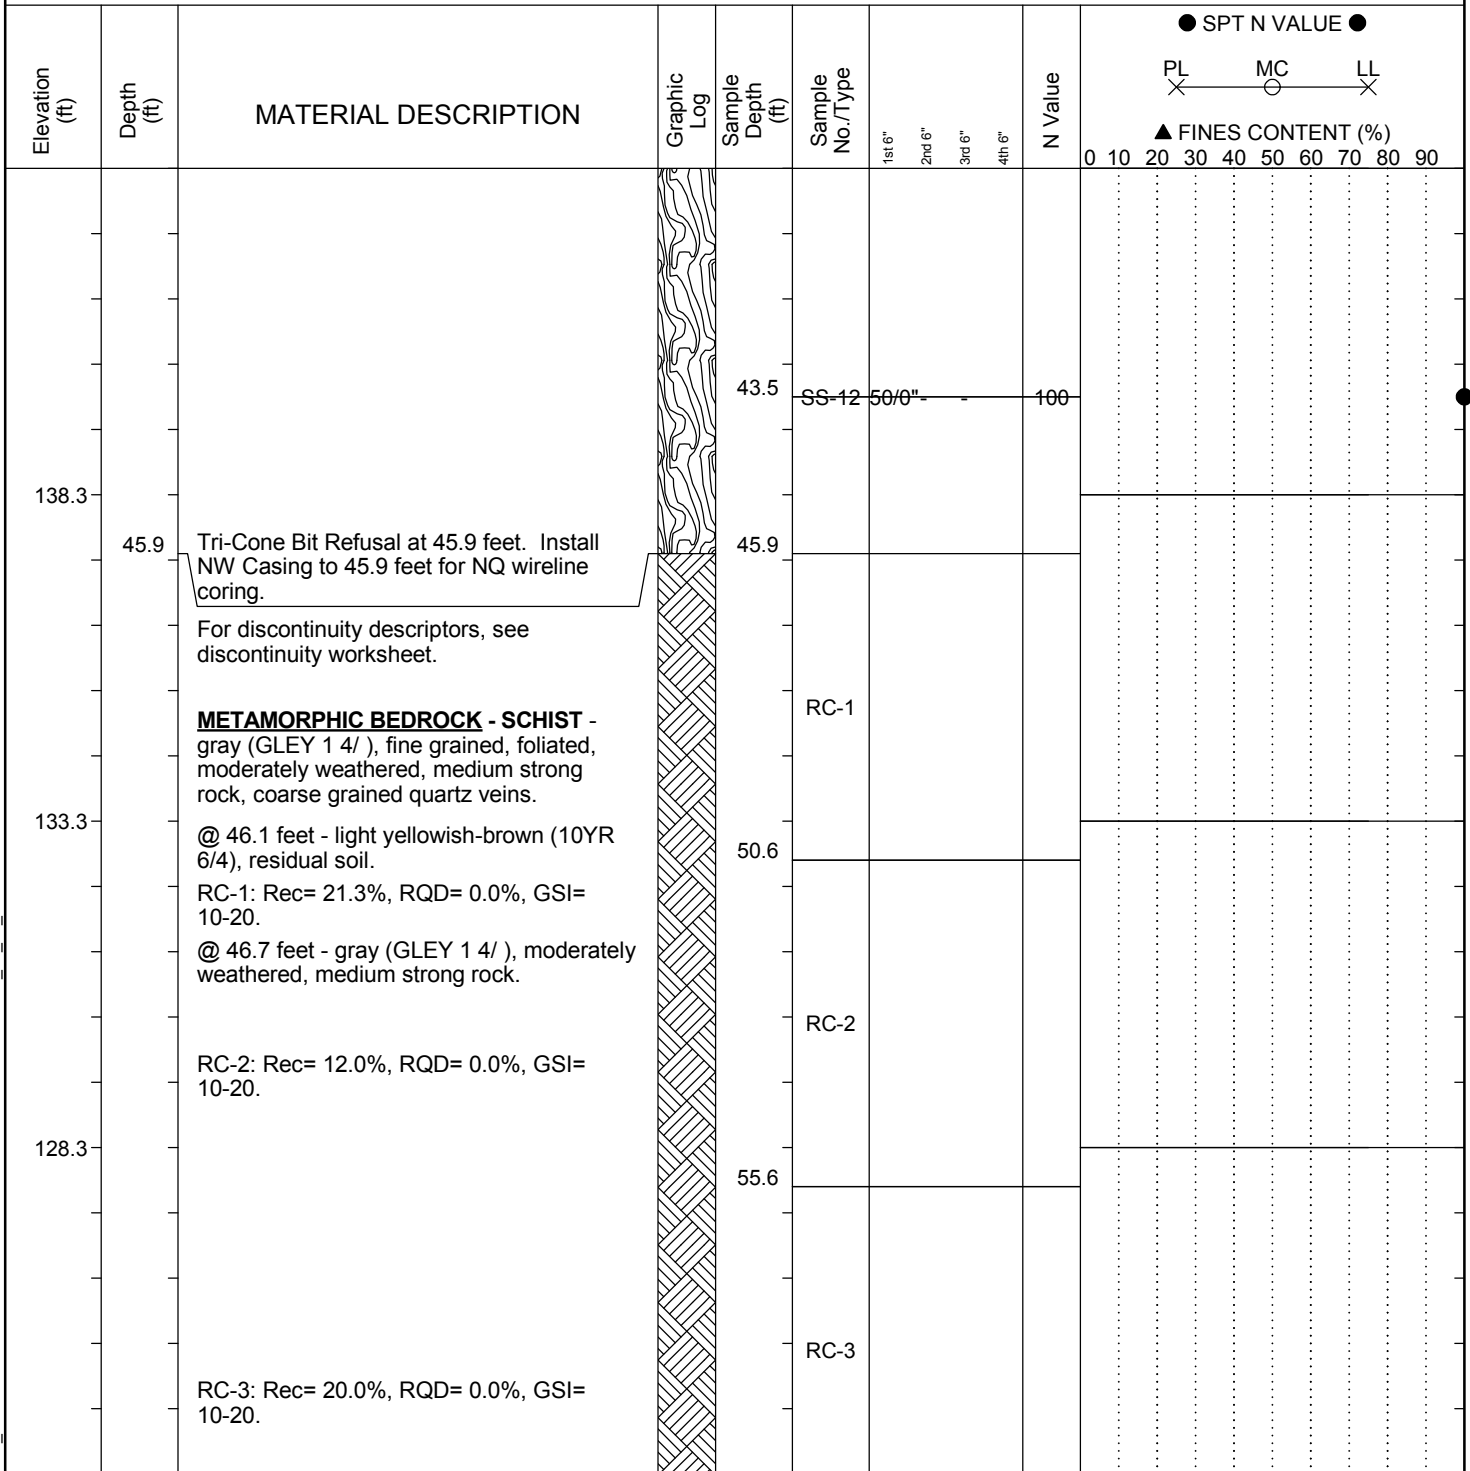 ● SPT N VALUE ●
PL MC LL
▲ FINES CONTENT (%)
0 10 20 30 40 50 60 70 80 90
Elevation
(ft)
Depth
(ft)
MATERIAL DESCRIPTION
Graphic
Log
Sample
Depth
(ft)
Sample
No./Type
1st 6"
2nd 6"
3rd 6"
4th 6"
N Value
43.5 SS-12 50/0" - - 100
138.3
45.9 Tri-Cone Bit Refusal at 45.9 feet. Install 45.9
NW Casing to 45.9 feet for NQ wireline
coring.
For discontinuity descriptors, see
discontinuity worksheet.
RC-1
METAMORPHIC BEDROCK - SCHIST -
gray (GLEY 1 4/ ), fine grained, foliated,
moderately weathered, medium strong
rock, coarse grained quartz veins.
133.3
@ 46.1 feet - light yellowish-brown (10YR
6/4), residual soil.
50.6
RC-1: Rec= 21.3%, RQD= 0.0%, GSI=
10-20.
@ 46.7 feet - gray (GLEY 1 4/ ), moderately
weathered, medium strong rock.
RC-2
RC-2: Rec= 12.0%, RQD= 0.0%, GSI=
10-20.
128.3
55.6
RC-3
RC-3: Rec= 20.0%, RQD= 0.0%, GSI=
10-20.